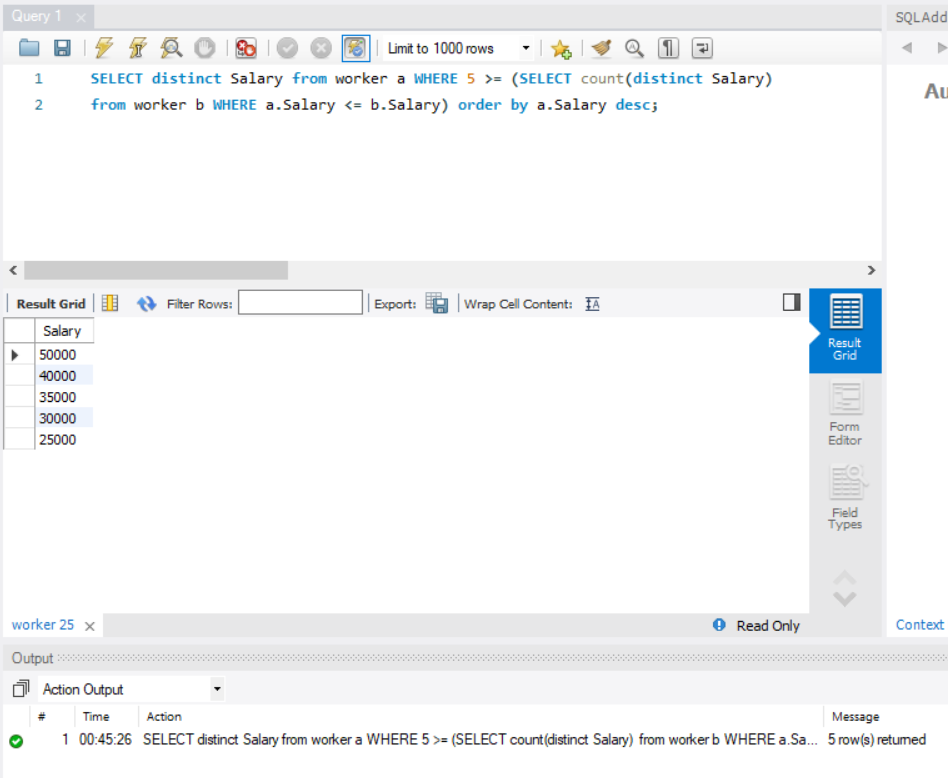 Query 1
SQLAdd
Limit to 1000 rows
1 SELECT distinct Salary from worker a WHERE 5 >= (SELECT count(distinct Salary)
2 from worker b WHERE a.Salary <= b.Salary) order by a.Salary desc;
Au
Result Grid
Filter Rows:
Export:
Wrap Cell Content:
Salary
50000
40000
35000
30000
25000
Result
Grid
Form
Editor
Field
Types
worker 25
Read Only
Context
Output
Action Output
# Time Action Message
1 00:45:26 SELECT distinct Salary from worker a WHERE 5 >= (SELECT count(distinct Salary) from worker b WHERE a.Sa... 5 row(s) returned